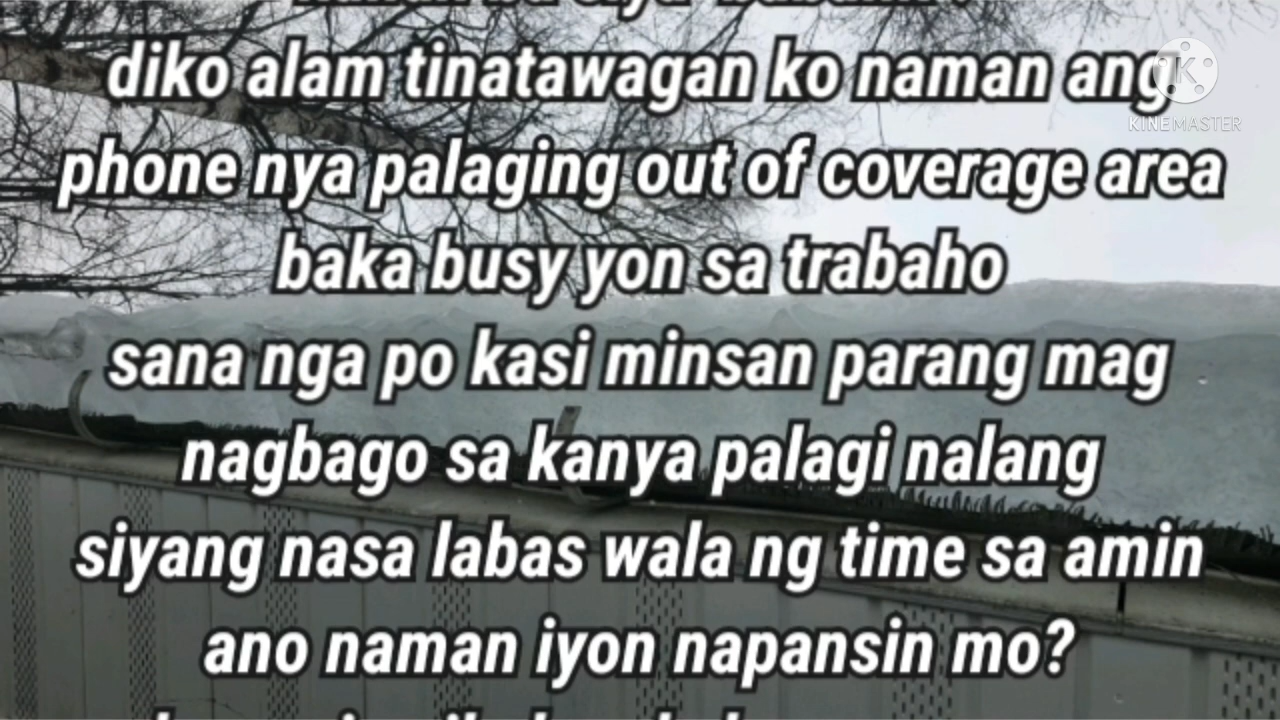 diko alam tinatawagan ko naman ang
phone nya palaging out of coverage area
baka busy yon sa trabaho
sana nga po kasi minsan parang mag
nagbago sa kanya palagi nalang
siyang nasa labas wala ng time sa amin
ano naman iyon napansin mo?
KINEMASTER